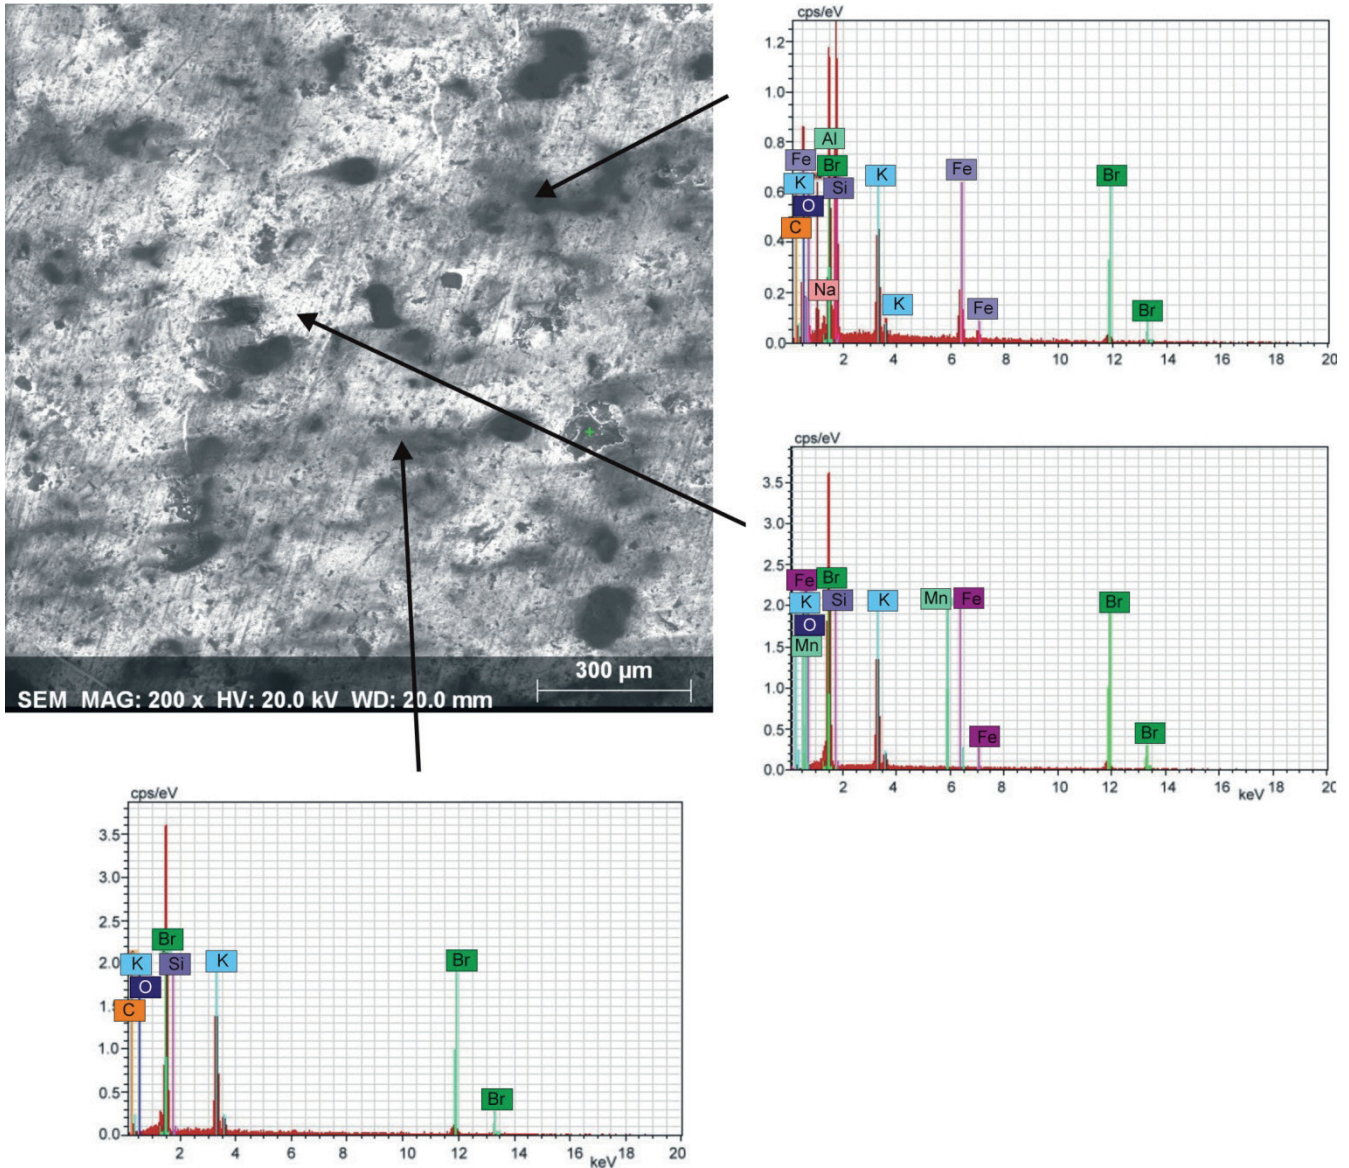 SEM MAG: 200 x HV: 20.0 kV WD: 20.0 mm
300 µm
cps/eV
1.2
1.0
0.8
0.6
0.4
0.2
0.0
Fe
K
O
C
Al
Br
Si
Na
K
K
Fe
Fe
Br
Br
2 4 6 8 10 12 14 16 18 20
cps/eV
3.5
3.0
2.5
2.0
1.5
1.0
0.5
0.0
Fe
K
O
Mn
Br
Si
K
Mn
Fe
Fe
Br
Br
2 4 6 8 10 12 14 16 18 20
keV
cps/eV
3.5
3.0
2.5
2.0
1.5
1.0
0.5
0.0
K
O
C
Br
Si
K
Br
Br
2 4 6 8 10 12 14 16 18 20
keV